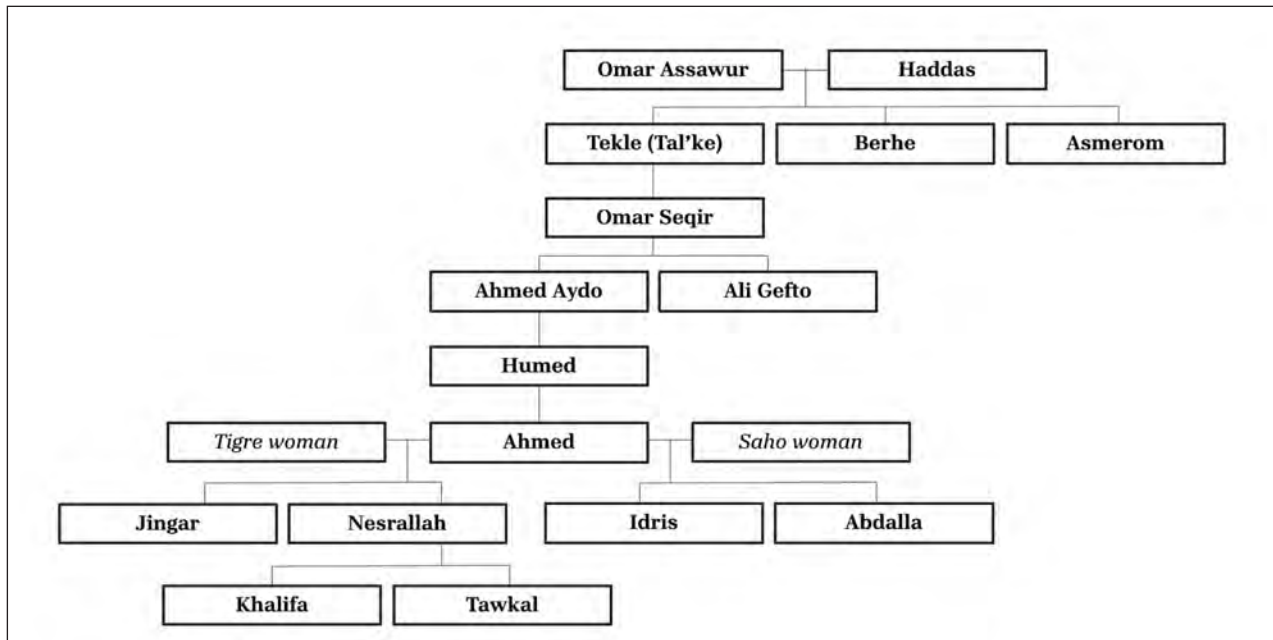 Omar Assawur Haddas
Tekle (Tal'ke) Berhe Asmerom
Omar Seqir
Ahmed Aydo Ali Gefto
Humed
Tigre woman Ahmed Saho woman
Jingar Nesrallah Idris Abdalla
Khalifa Tawkal